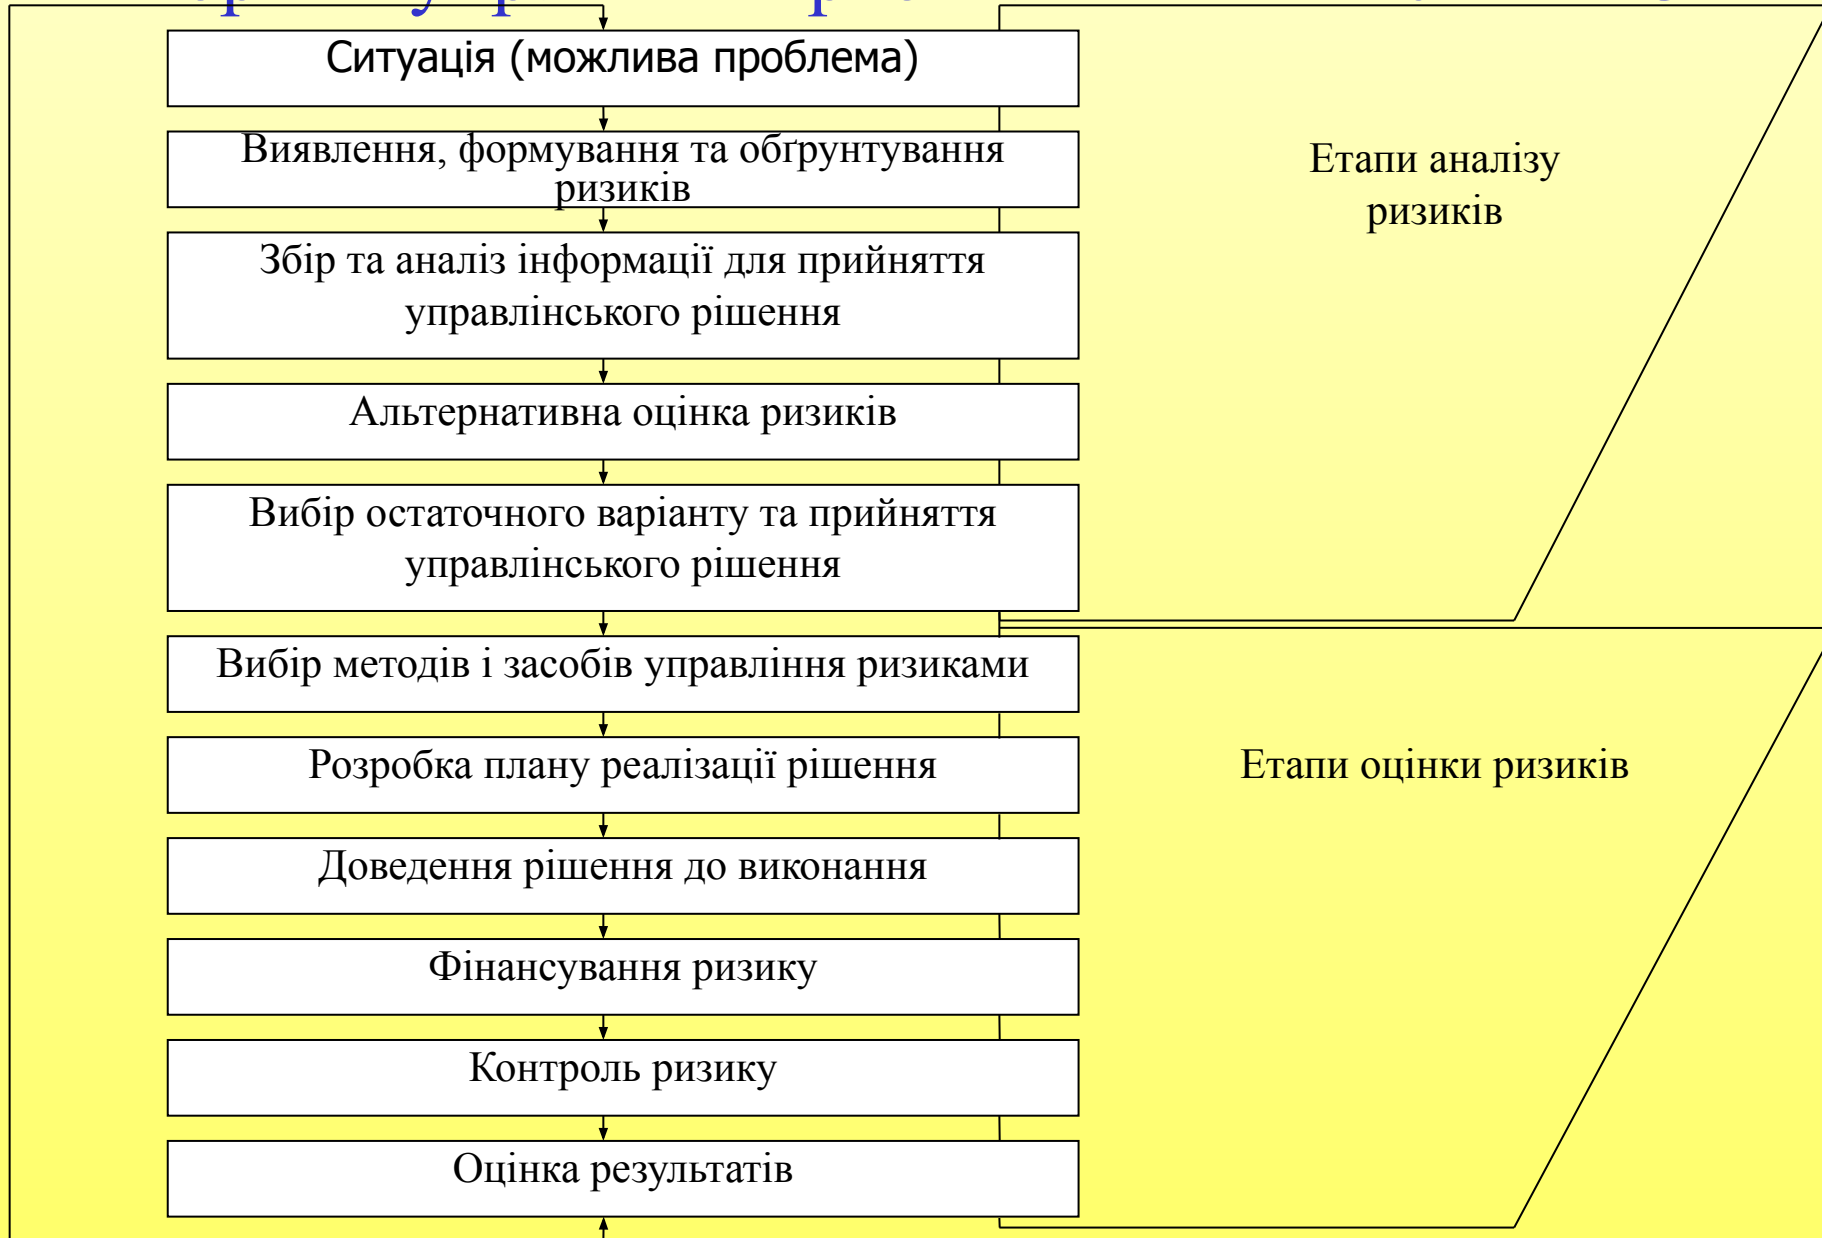 Ситуація (можлива проблема)
Виявлення, формування та обґрунтування
ризиків
Збір та аналіз інформації для прийняття
управлінського рішення
Альтернативна оцінка ризиків
Вибір остаточного варіанту та прийняття
управлінського рішення
Вибір методів і засобів управління ризиками
Розробка плану реалізації рішення
Доведення рішення до виконання
Фінансування ризику
Контроль ризику
Оцінка результатів
Етапи аналізу
ризиків
Етапи оцінки ризиків